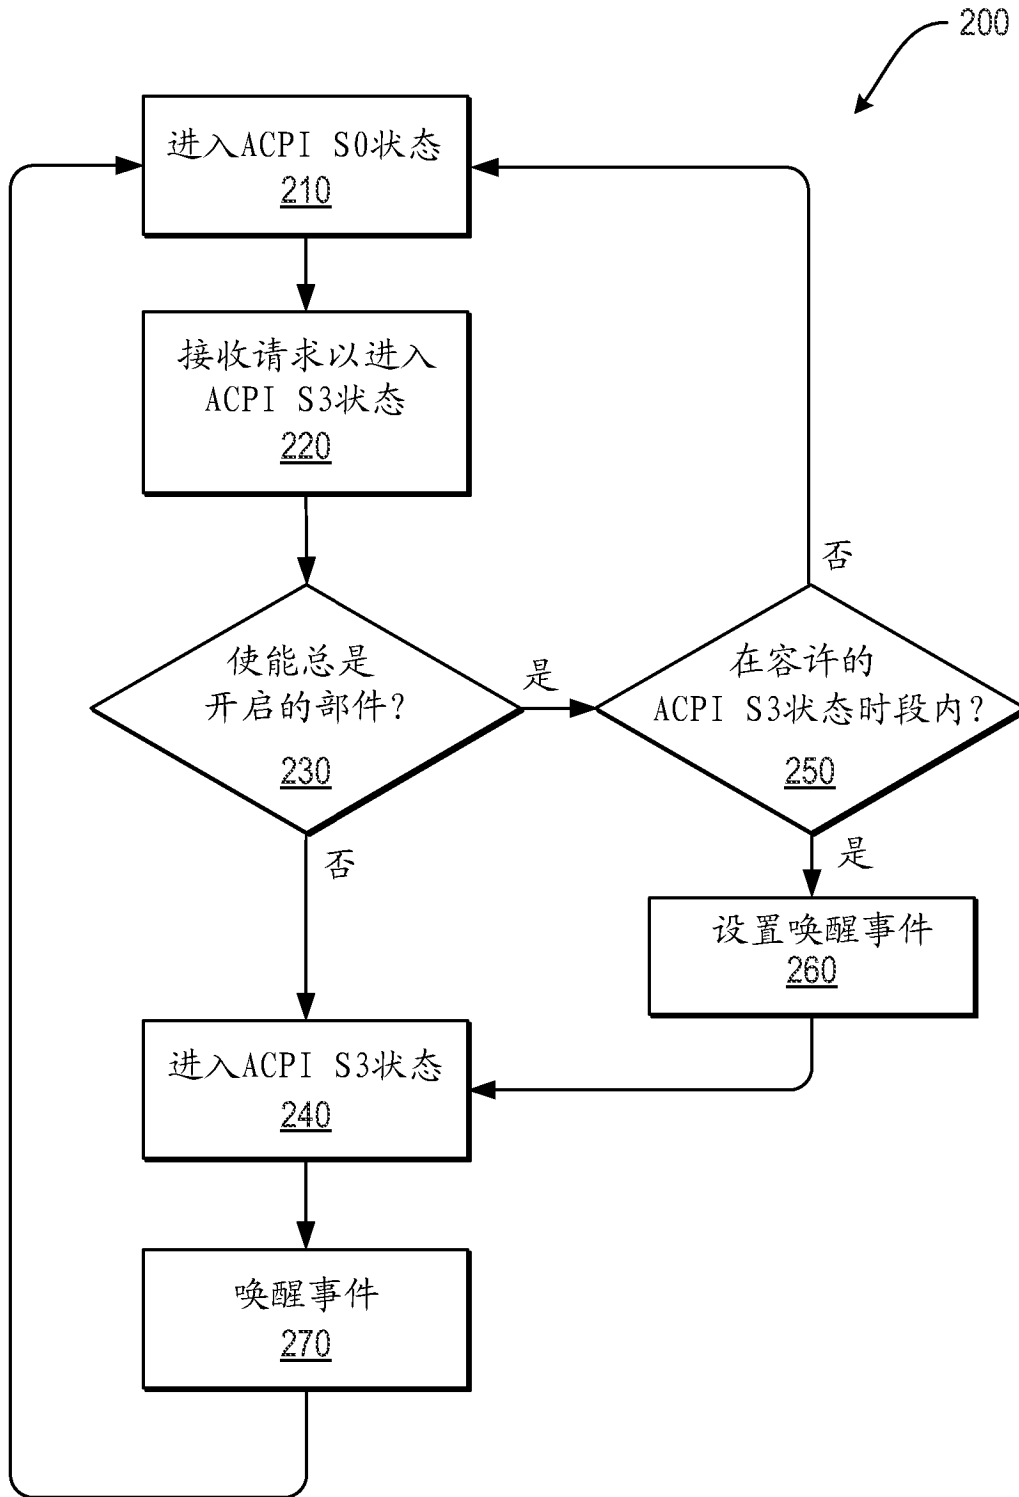 200
进入ACPI S0状态
210
接收请求以进入
ACPI S3状态
220
使能总是
开启的部件?
230
是
否
在容许的
ACPI S3状态时段内?
250
否
是
设置唤醒事件
260
进入ACPI S3状态
240
唤醒事件
270